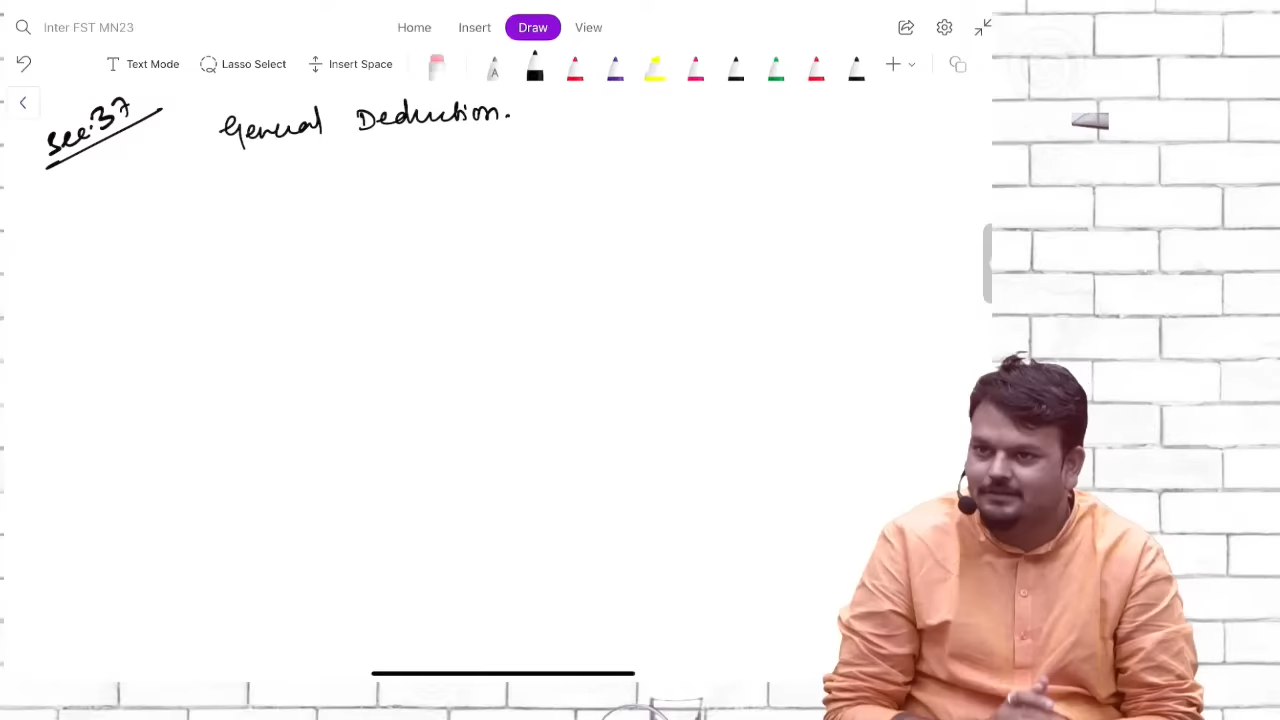 Inter FST MN23
Home Insert Draw View
Text Mode Lasso Select Insert Space
A
Sec. 37 General Deduction.